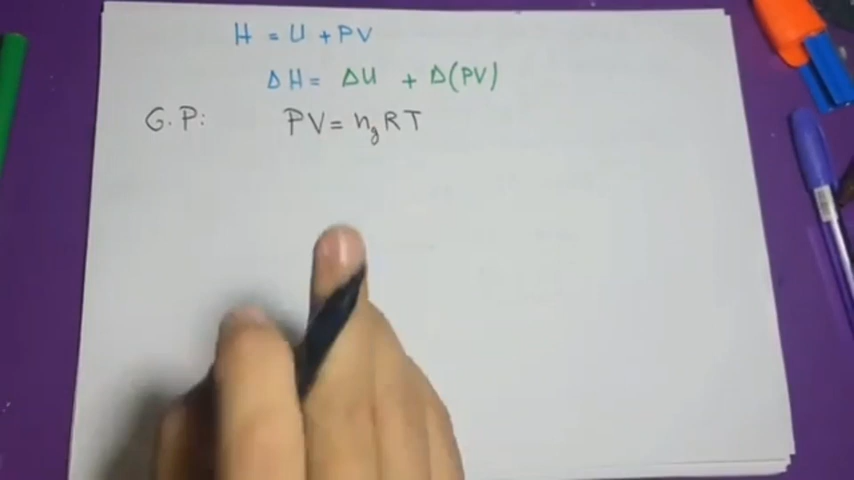 H = U + PV
ΔH = ΔU + Δ(PV)
G.P: PV = ngRT